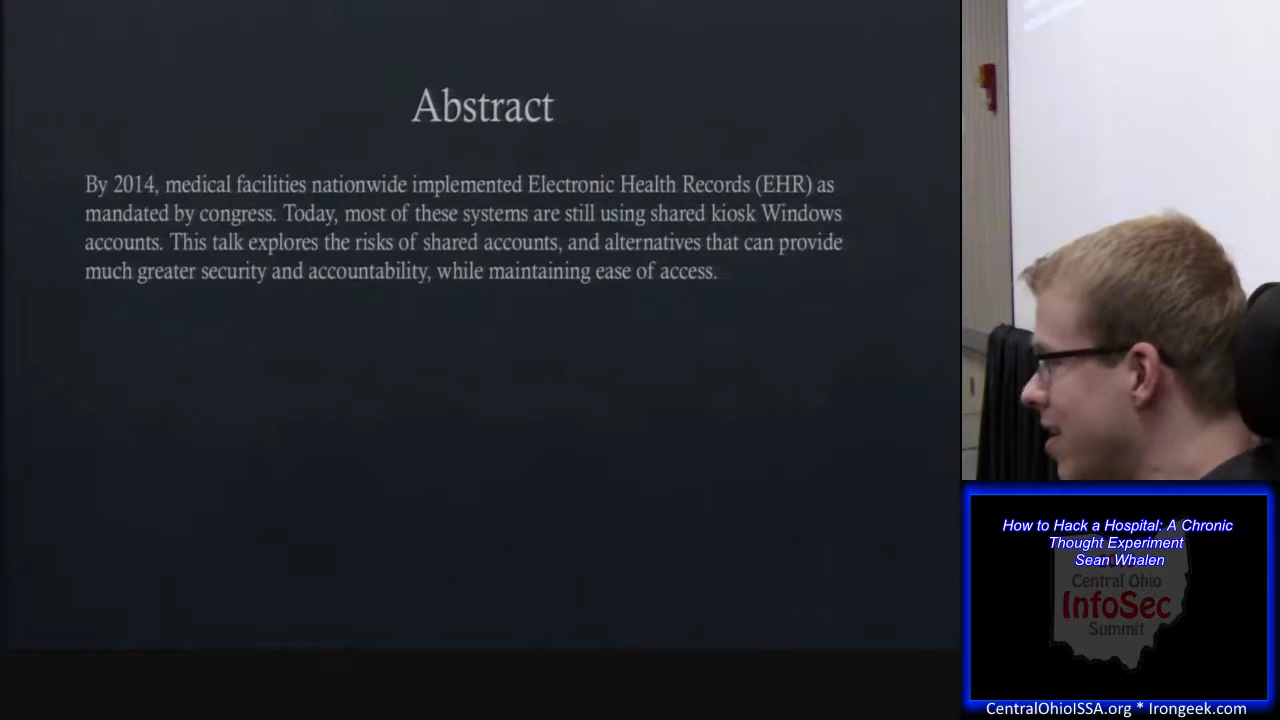 Abstract
By 2014, medical facilities nationwide implemented Electronic Health Records (EHR) as
mandated by congress. Today, most of these systems are still using shared kiosk Windows
accounts. This talk explores the risks of shared accounts, and alternatives that can provide
much greater security and accountability, while maintaining ease of access.
How to Hack a Hospital: A Chronic
Thought Experiment
Sean Whalen
Central Ohio
InfoSec
Summit
CentralOhioISSA.org * Irongeek.com